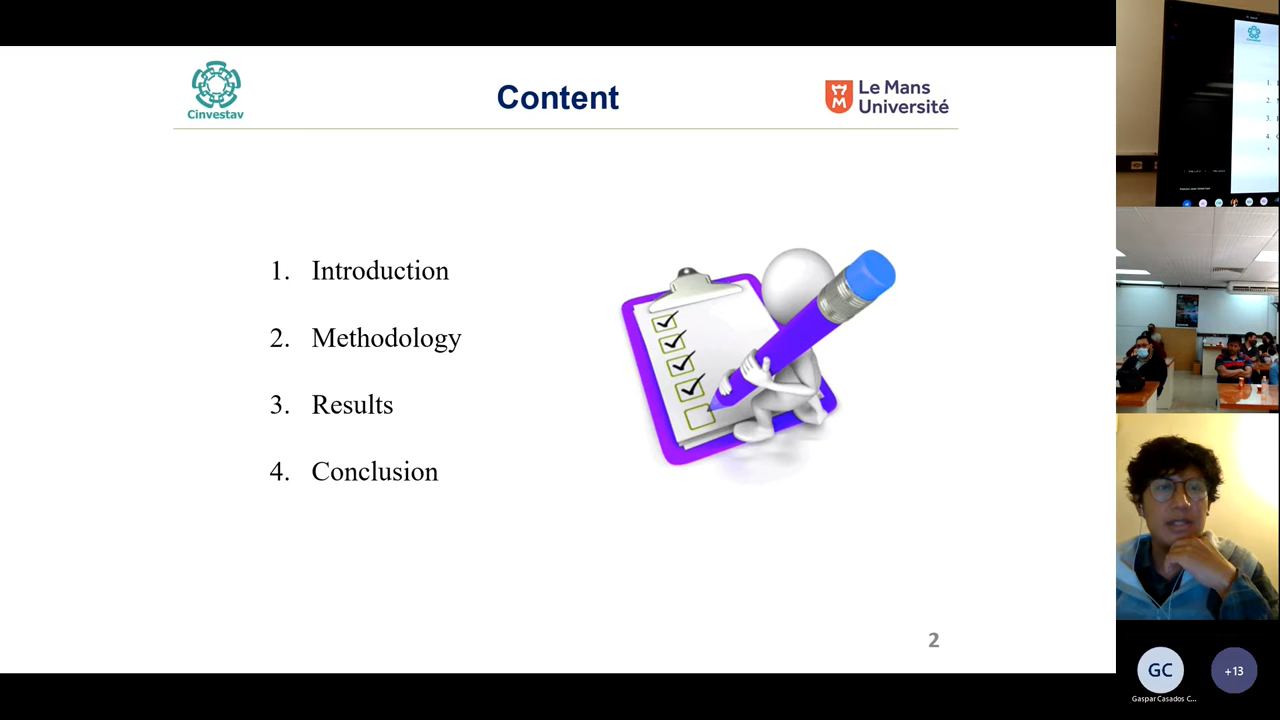 Cinvestav
Content
Le Mans
Université
1. Introduction
2. Methodology
3. Results
4. Conclusion
2
GC
+13
Gaspar Casados C...